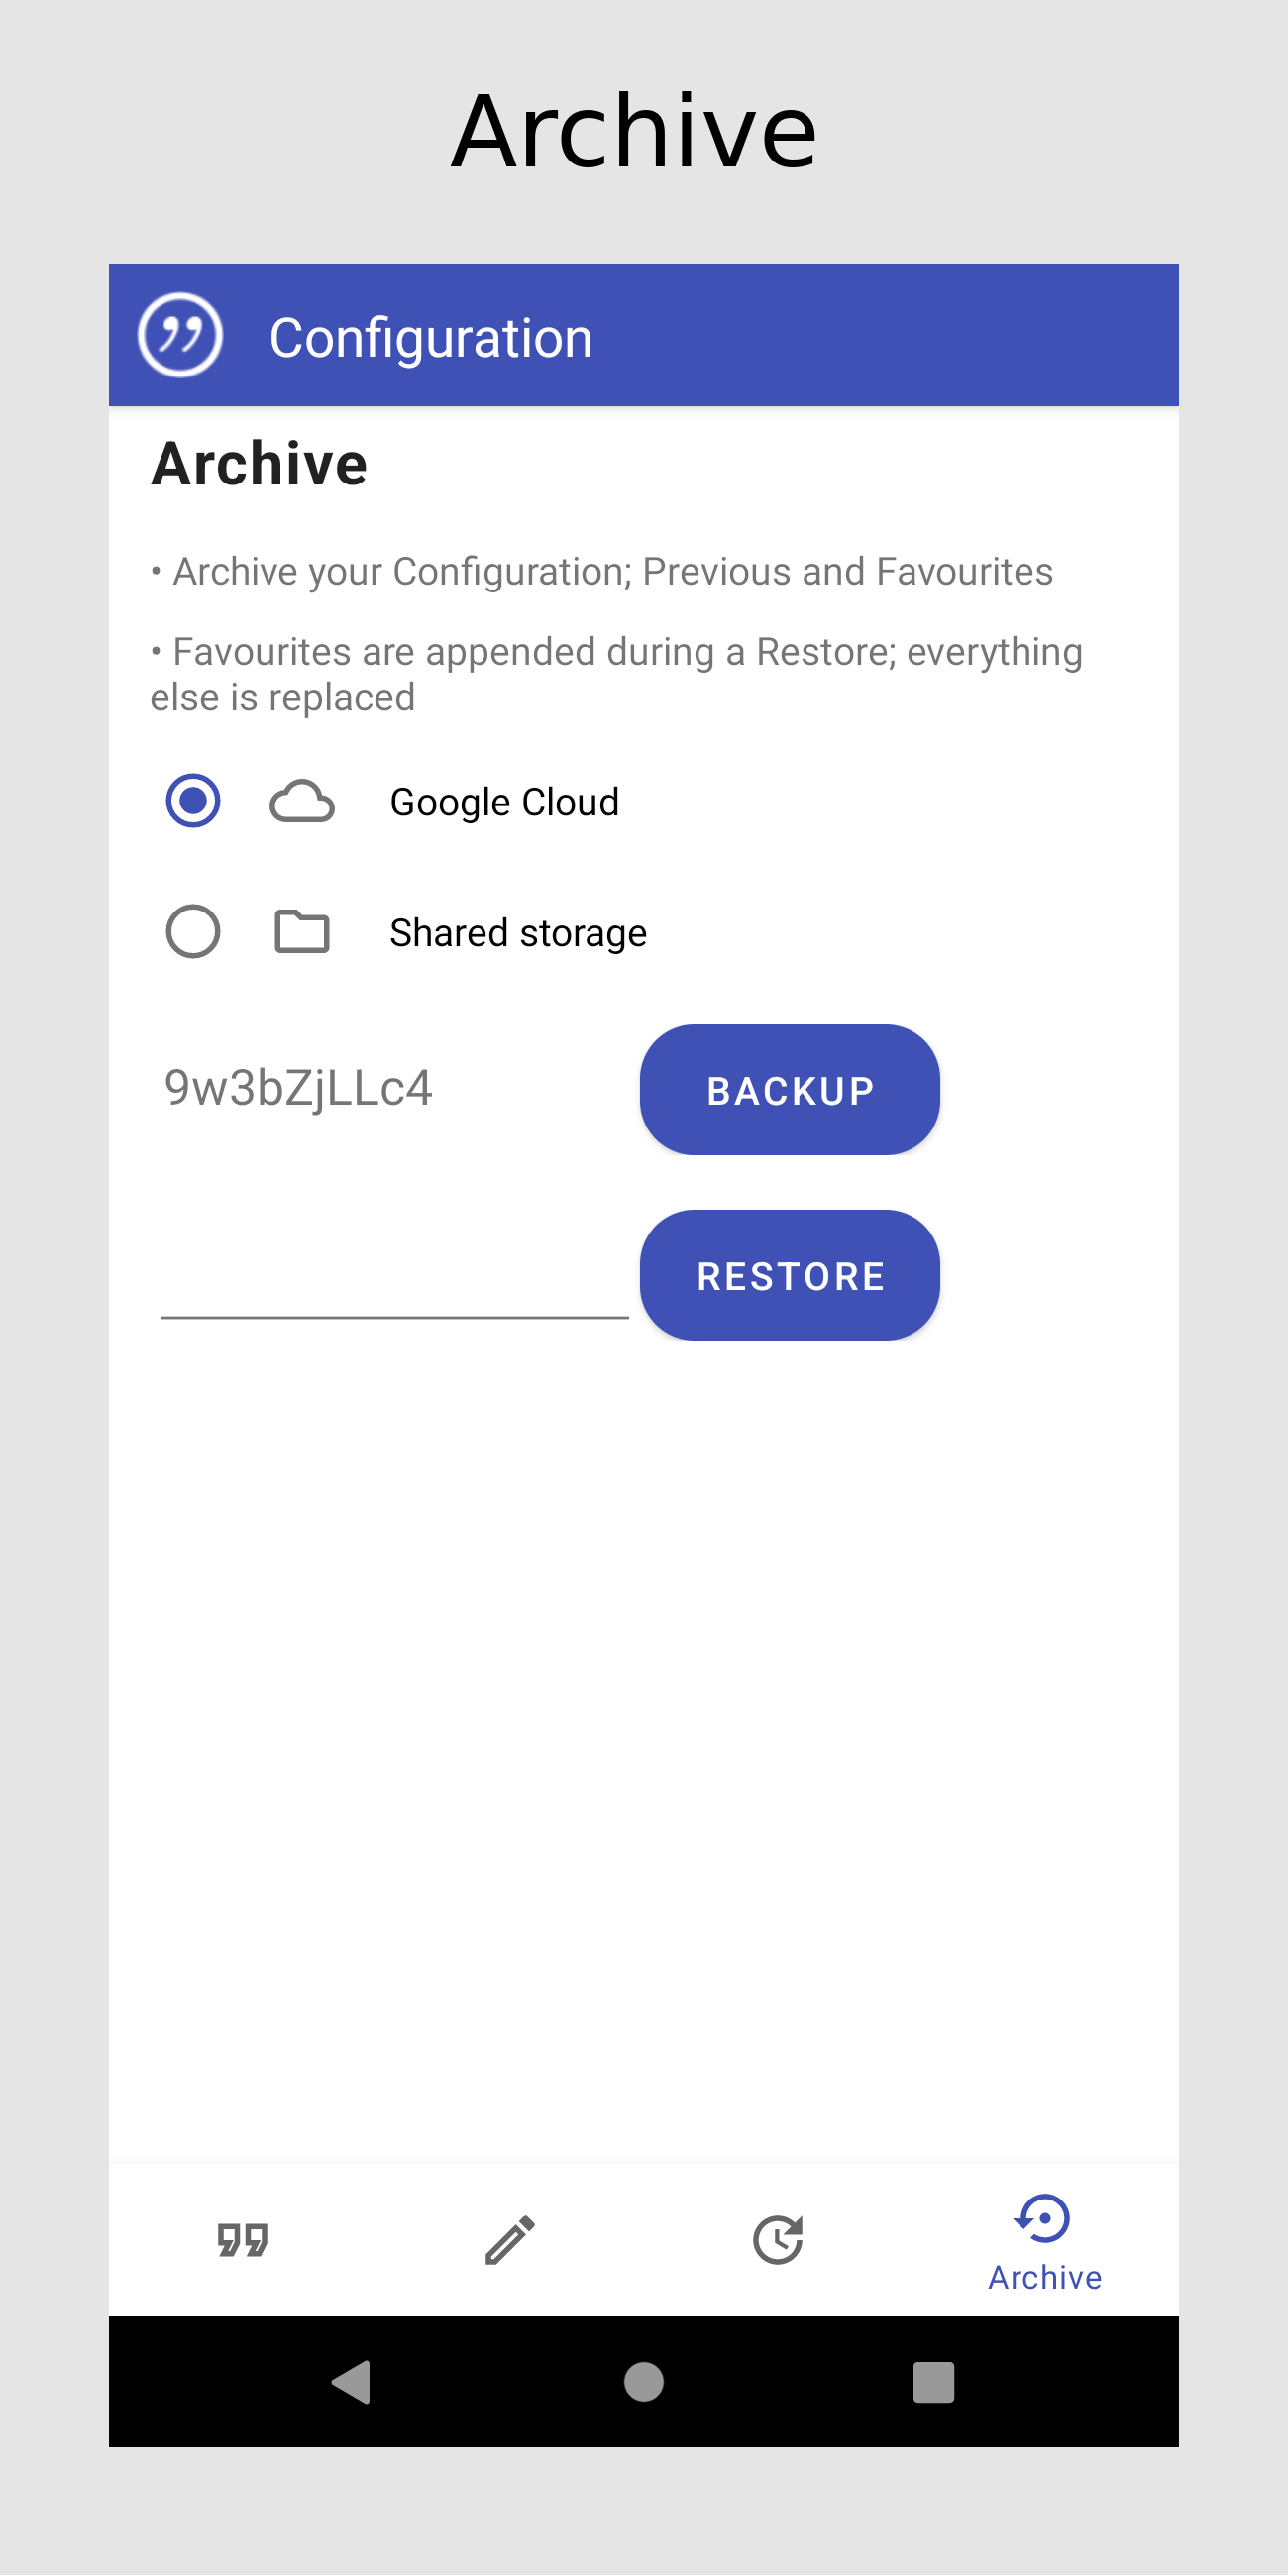 Archive
Configuration
Archive
• Archive your Configuration; Previous and Favourites
• Favourites are appended during a Restore; everything
else is replaced
Google Cloud
Shared storage
9w3bZjLLc4
BACKUP
RESTORE
Archive